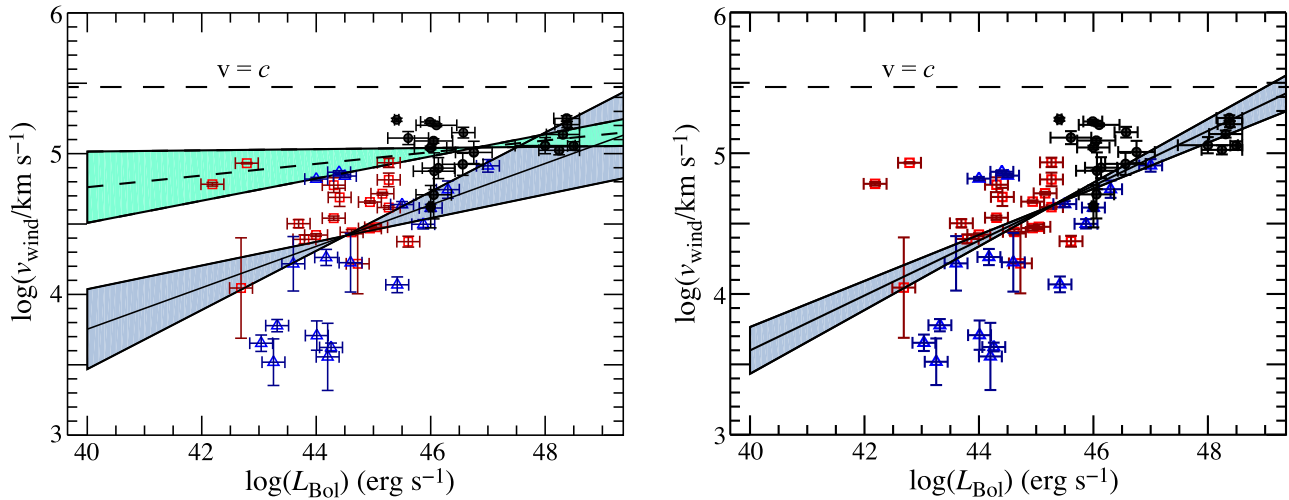 6
5
4
3
v = c
log(v_wind/km s⁻¹)
40 42 44 46 48
log(L_Bol) (erg s⁻¹)
6
5
4
3
v = c
log(v_wind/km s⁻¹)
40 42 44 46 48
log(L_Bol) (erg s⁻¹)